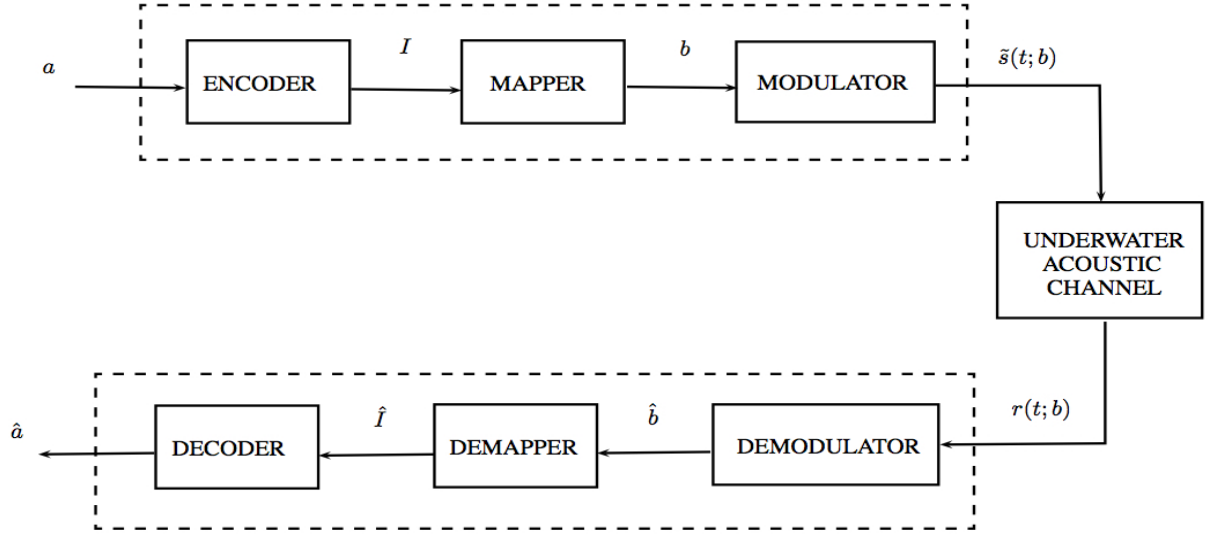 a
ENCODER
I
MAPPER
b
MODULATOR
s̃(t; b)
UNDERWATER
ACOUSTIC
CHANNEL
r(t; b)
DEMODULATOR
b̂
DEMAPPER
Î
DECODER
â